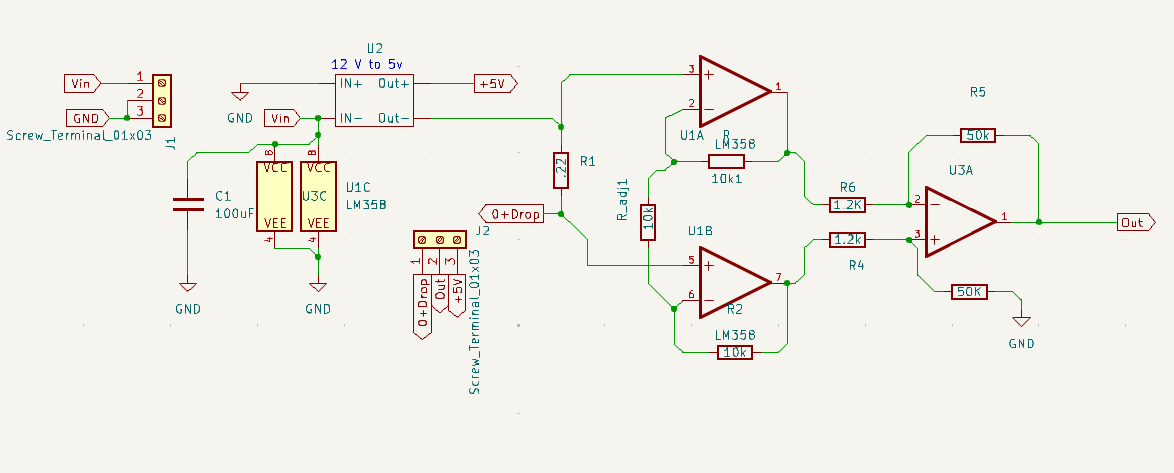 U2
12 V to 5v
IN+ Out+
IN- Out-
+5V
Vin
GND
1
2
3
Screw_Terminal_01x03
J1
GND
Vin
C1
100uF
GND
8
VCC
VEE
4
8
VCC
U3C
VEE
4
U1C
LM358
GND
J2
1
2
3
0+Drop
Out
+5V
Screw_Terminal_01x03
R1
.22
0+Drop
3
+
2
-
1
U1A
R
LM358
10k1
R_adj1
10k
U1B
5
+
6
-
7
R2
LM358
10k
R6
1.2K
1.2k
R4
R5
50k
U3A
2
-
3
+
1
50K
GND
Out